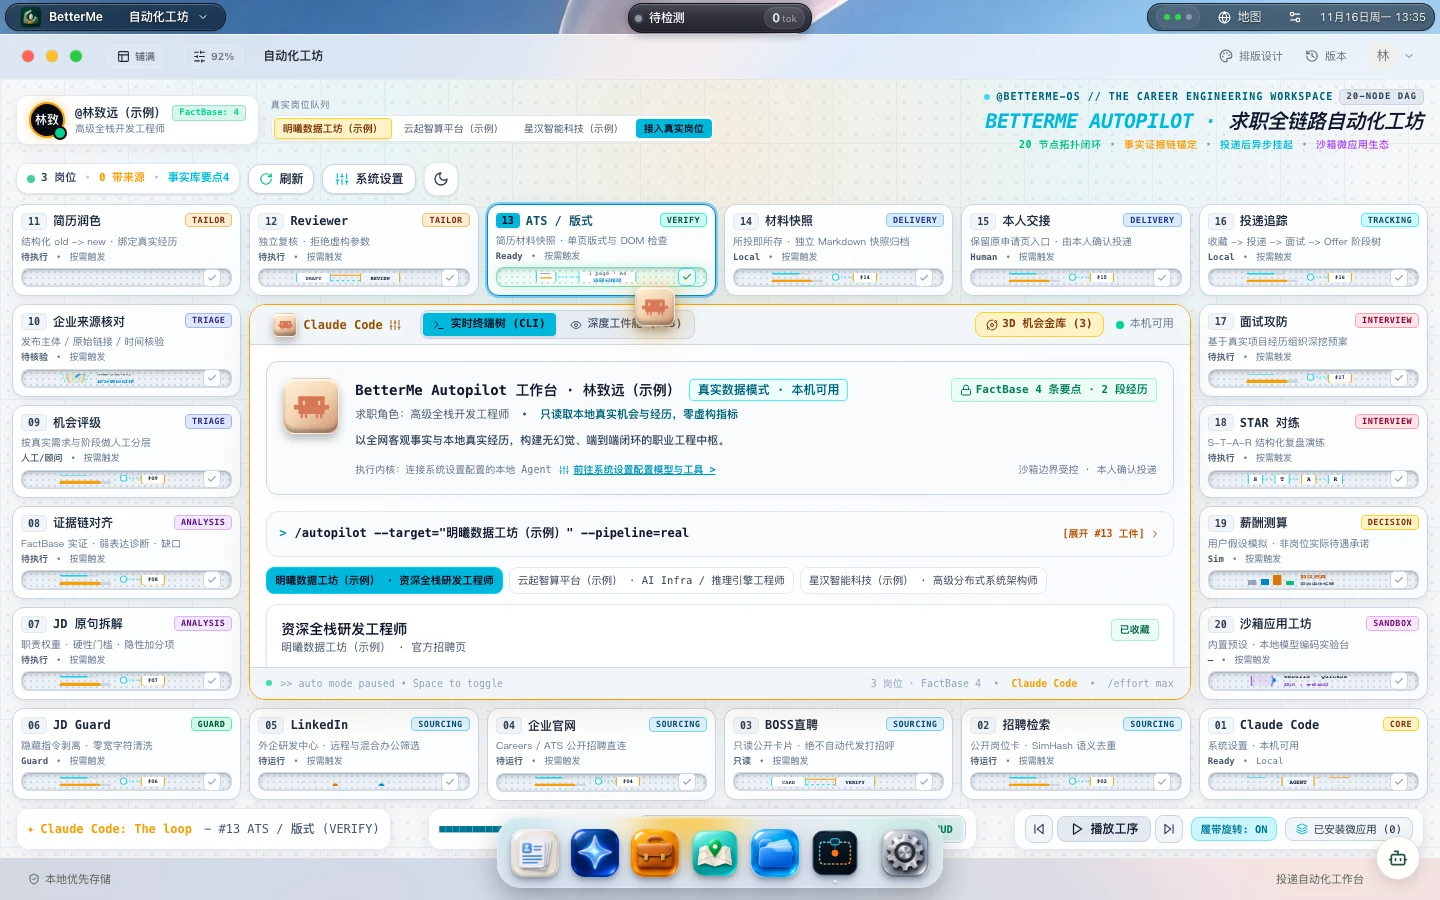 BetterMe 自动化工坊
待检测 0 tok
地图 11月16日周一 13:35
铺满 92% 自动化工坊
排版设计 版本 林
林致 @林致远 (示例) FactBase: 4
高级全栈开发工程师
真实岗位队列
明曦数据工坊 (示例) 云起智算平台 (示例) 星汉智能科技 (示例) 接入真实岗位
@BETTERME-OS // THE CAREER ENGINEERING WORKSPACE 20-NODE DAG
BETTERME AUTOPILOT · 求职全链路自动化工坊
20 节点拓扑闭环 • 事实证据链锚定 • 投递后异步挂起 • 沙箱微应用生态
3 岗位 • 0 带来源 • 事实库要点4
刷新 系统设置
11 简历润色 TAILOR
结构化 old -> new · 绑定真实经历
待执行 • 按需触发
12 Reviewer TAILOR
独立复核 · 拒绝虚构参数
待执行 • 按需触发
DRAFT REVIEW
13 ATS / 版式 VERIFY
简历材料快照 · 单页版式与 DOM 检查
Ready • 按需触发
1 page · A4
14 材料快照 DELIVERY
所投即所存 · 独立 Markdown 快照归档
Local • 按需触发
#14
15 本人交接 DELIVERY
保留原申请页入口 · 由本人确认投递
Human • 按需触发
#15
16 投递追踪 TRACKING
收藏 -> 投递 -> 面试 -> Offer 阶段树
Local • 按需触发
#16
10 企业来源核对 TRIAGE
发布主体 / 原始链接 / 时间核验
待核验 • 按需触发
09 机会评级 TRIAGE
按真实需求与阶段做人工分层
人工/顾问 • 按需触发
#09
08 证据链对齐 ANALYSIS
FactBase 实证 · 弱表达诊断 · 缺口
待执行 • 按需触发
#08
07 JD 原句拆解 ANALYSIS
职责权重 · 硬性门槛 · 隐性加分项
待执行 • 按需触发
#07
Claude Code
实时终端树 (CLI) 深度工件
3D 机会金库 (3) 本机可用
BetterMe Autopilot 工作台 · 林致远 (示例) 真实数据模式 · 本机可用
FactBase 4 条要点 · 2 段经历
求职角色: 高级全栈开发工程师 • 只读取本地真实机会与经历, 零虚构指标
以全网客观事实与本地真实经历, 构建无幻觉、端到端闭环的职业工程中枢。
执行内核: 连接系统设置配置的本地 Agent 前往系统设置配置模型与工具 >
沙箱边界受控 · 本人确认投递
> /autopilot --target="明曦数据工坊 (示例) " --pipeline=real
[展开 #13 工件]
明曦数据工坊 (示例) · 资深全栈研发工程师 云起智算平台 (示例) · AI Infra / 推理引擎工程师 星汉智能科技 (示例) · 高级分布式系统架构师
资深全栈研发工程师
明曦数据工坊 (示例) · 官方招聘页
已收藏
>> auto mode paused • Space to toggle
3 岗位 · FactBase 4 • Claude Code • /effort max
17 面试攻防 INTERVIEW
基于真实项目经历组织深挖预案
待执行 • 按需触发
#17
18 STAR 对练 INTERVIEW
S-T-A-R 结构化复盘演练
待执行 • 按需触发
S T A R
19 薪酬测算 DECISION
用户假设模拟 · 非岗位实际待遇承诺
Sim • 按需触发
20 沙箱应用工坊 SANDBOX
内置预设 · 本地模型编码实验台
— • 按需触发
06 JD Guard GUARD
隐藏指令剥离 · 零宽字符清洗
Guard • 按需触发
#06
05 LinkedIn SOURCING
外企研发中心 · 远程与混合办公筛选
待运行 • 按需触发
04 企业官网 SOURCING
Careers / ATS 公开招聘直连
待运行 • 按需触发
#04
03 BOSS直聘 SOURCING
只读公开卡片 · 绝不自动代发打招呼
只读 • 按需触发
CARD VERIFY
02 招聘检索 SOURCING
公开岗位卡 · SimHash 语义去重
待运行 • 按需触发
#02
01 Claude Code CORE
系统设置 · 本机可用
Ready • Local
AGENT
Claude Code: The loop — #13 ATS / 版式 (VERIFY)
播放工序 履带旋转: ON 已安装微应用 (0)
本地优先存储
投递自动化工作台